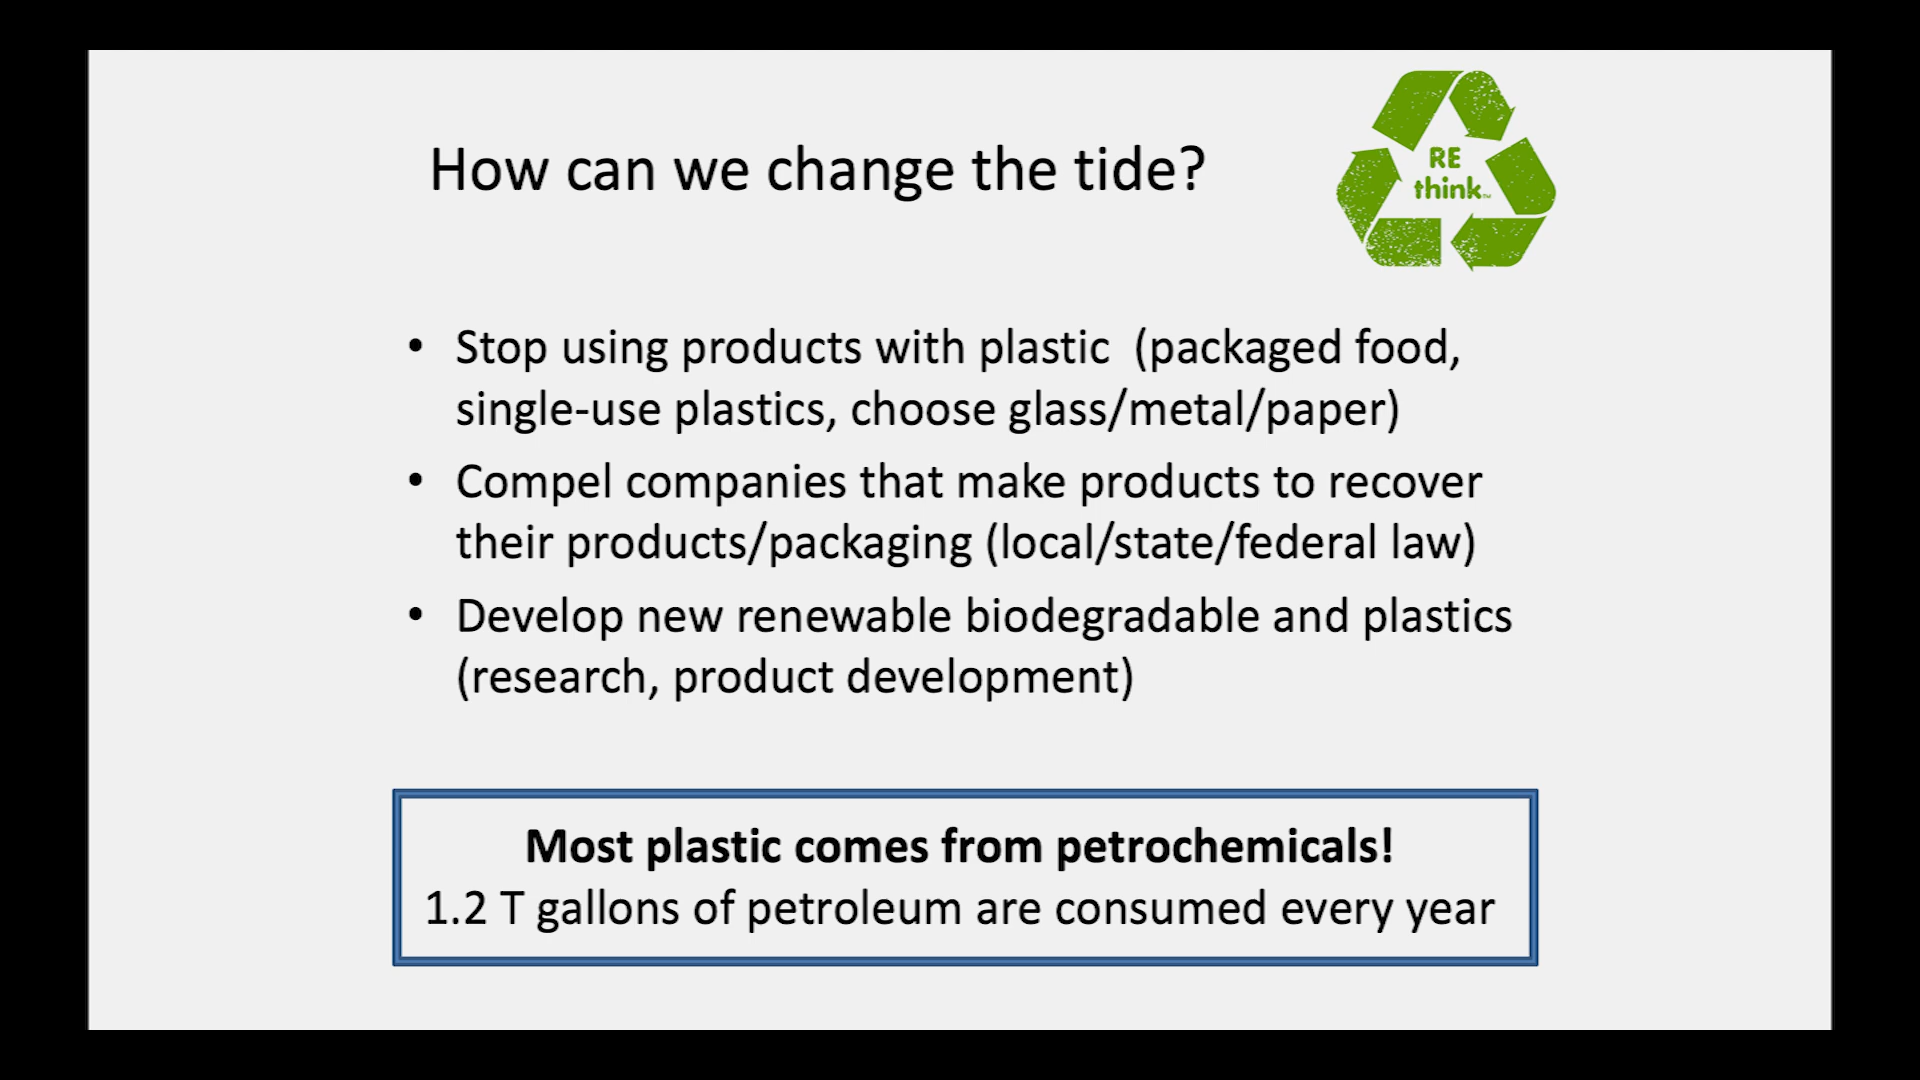 How can we change the tide?
RE
think™
• Stop using products with plastic  (packaged food,
single-use plastics, choose glass/metal/paper)
• Compel companies that make products to recover
their products/packaging (local/state/federal law)
• Develop new renewable biodegradable and plastics
(research, product development)
Most plastic comes from petrochemicals!
1.2 T gallons of petroleum are consumed every year